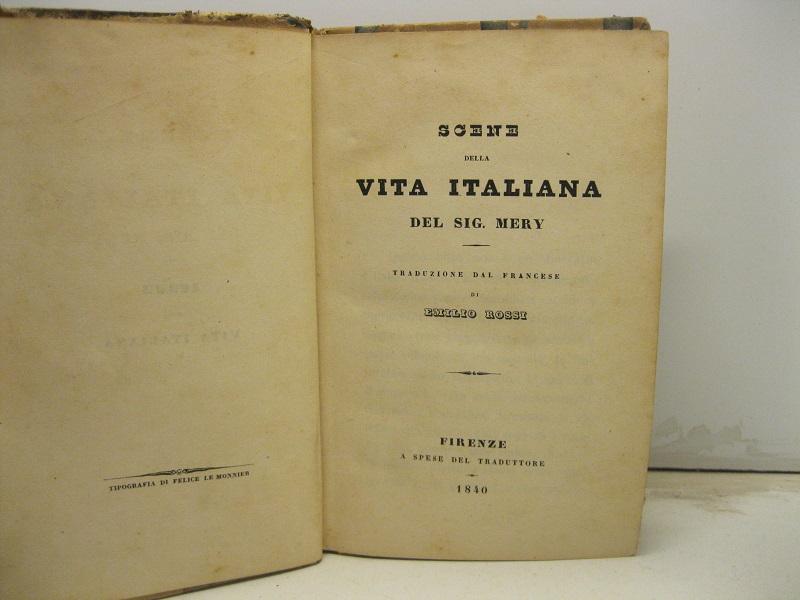 TIPOGRAFIA DI FELICE LE MONNIER
SCENE
DELLA
VITA ITALIANA
DEL SIG. MERY
TRADUZIONE DAL FRANCESE
DI
EMILIO ROSSI
FIRENZE
A SPESE DEL TRADUTTORE
1840